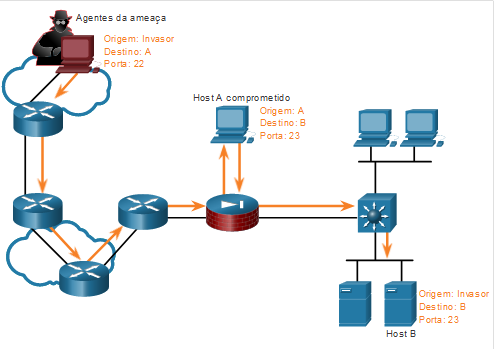 Agentes da ameaça
Origem: Invasor
Destino: A
Porta: 22
Host A comprometido
Origem: A
Destino: B
Porta: 23
Origem: Invasor
Destino: B
Porta: 23
Host B